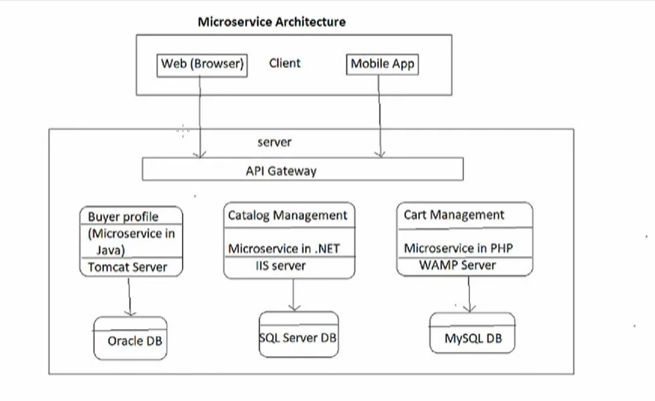 Microservice Architecture
Web (Browser)
Client
Mobile App
server
API Gateway
Buyer profile
(Microservice in
Java)
Tomcat Server
Catalog Management
Microservice in .NET
IIS server
Cart Management
Microservice in PHP
WAMP Server
Oracle DB
SQL Server DB
MySQL DB